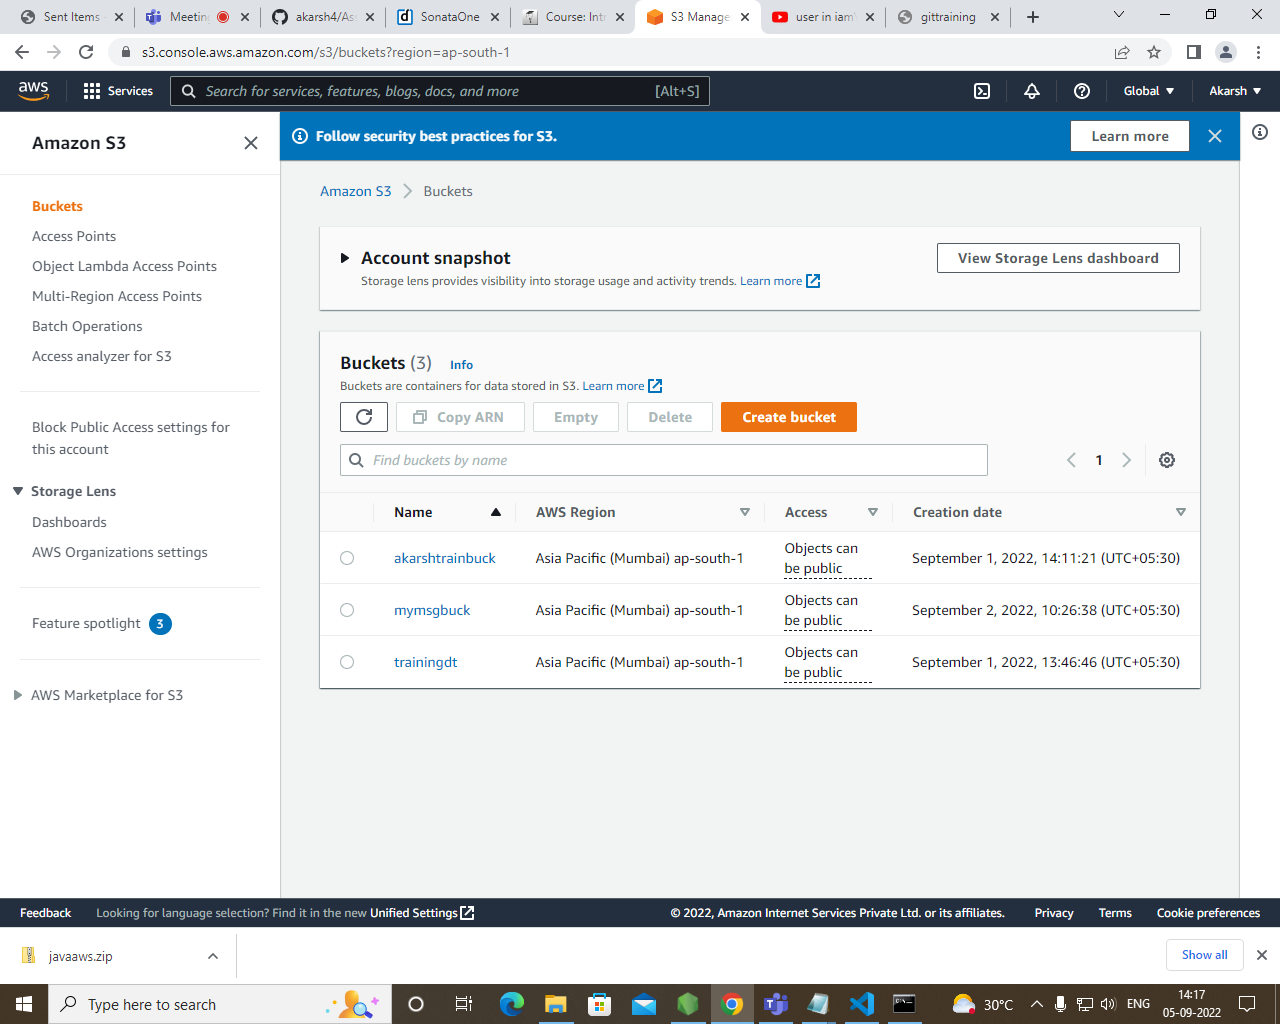 Sent Items
Meeting
akarsh4/As
SonataOne
Course: Int
S3 Manage
user in iam
gittraining
s3.console.aws.amazon.com/s3/buckets?region=ap-south-1
aws
Services
Search for services, features, blogs, docs, and more
[Alt+S]
Global
Akarsh
Amazon S3
Buckets
Access Points
Object Lambda Access Points
Multi-Region Access Points
Batch Operations
Access analyzer for S3
Block Public Access settings for
this account
Storage Lens
Dashboards
AWS Organizations settings
Feature spotlight 3
AWS Marketplace for S3
Follow security best practices for S3.
Learn more
Amazon S3 Buckets
Account snapshot
Storage lens provides visibility into storage usage and activity trends. Learn more
View Storage Lens dashboard
Buckets (3) Info
Buckets are containers for data stored in S3. Learn more
Copy ARN
Empty
Delete
Create bucket
Find buckets by name
1
Name AWS Region Access Creation date
akarshtrainbuck Asia Pacific (Mumbai) ap-south-1 Objects can be public September 1, 2022, 14:11:21 (UTC+05:30)
mymsgbuck Asia Pacific (Mumbai) ap-south-1 Objects can be public September 2, 2022, 10:26:38 (UTC+05:30)
trainingdt Asia Pacific (Mumbai) ap-south-1 Objects can be public September 1, 2022, 13:46:46 (UTC+05:30)
Feedback
Looking for language selection? Find it in the new Unified Settings
© 2022, Amazon Internet Services Private Ltd. or its affiliates.
Privacy
Terms
Cookie preferences
javaaws.zip
Show all
Type here to search
30°C
ENG
14:17
05-09-2022